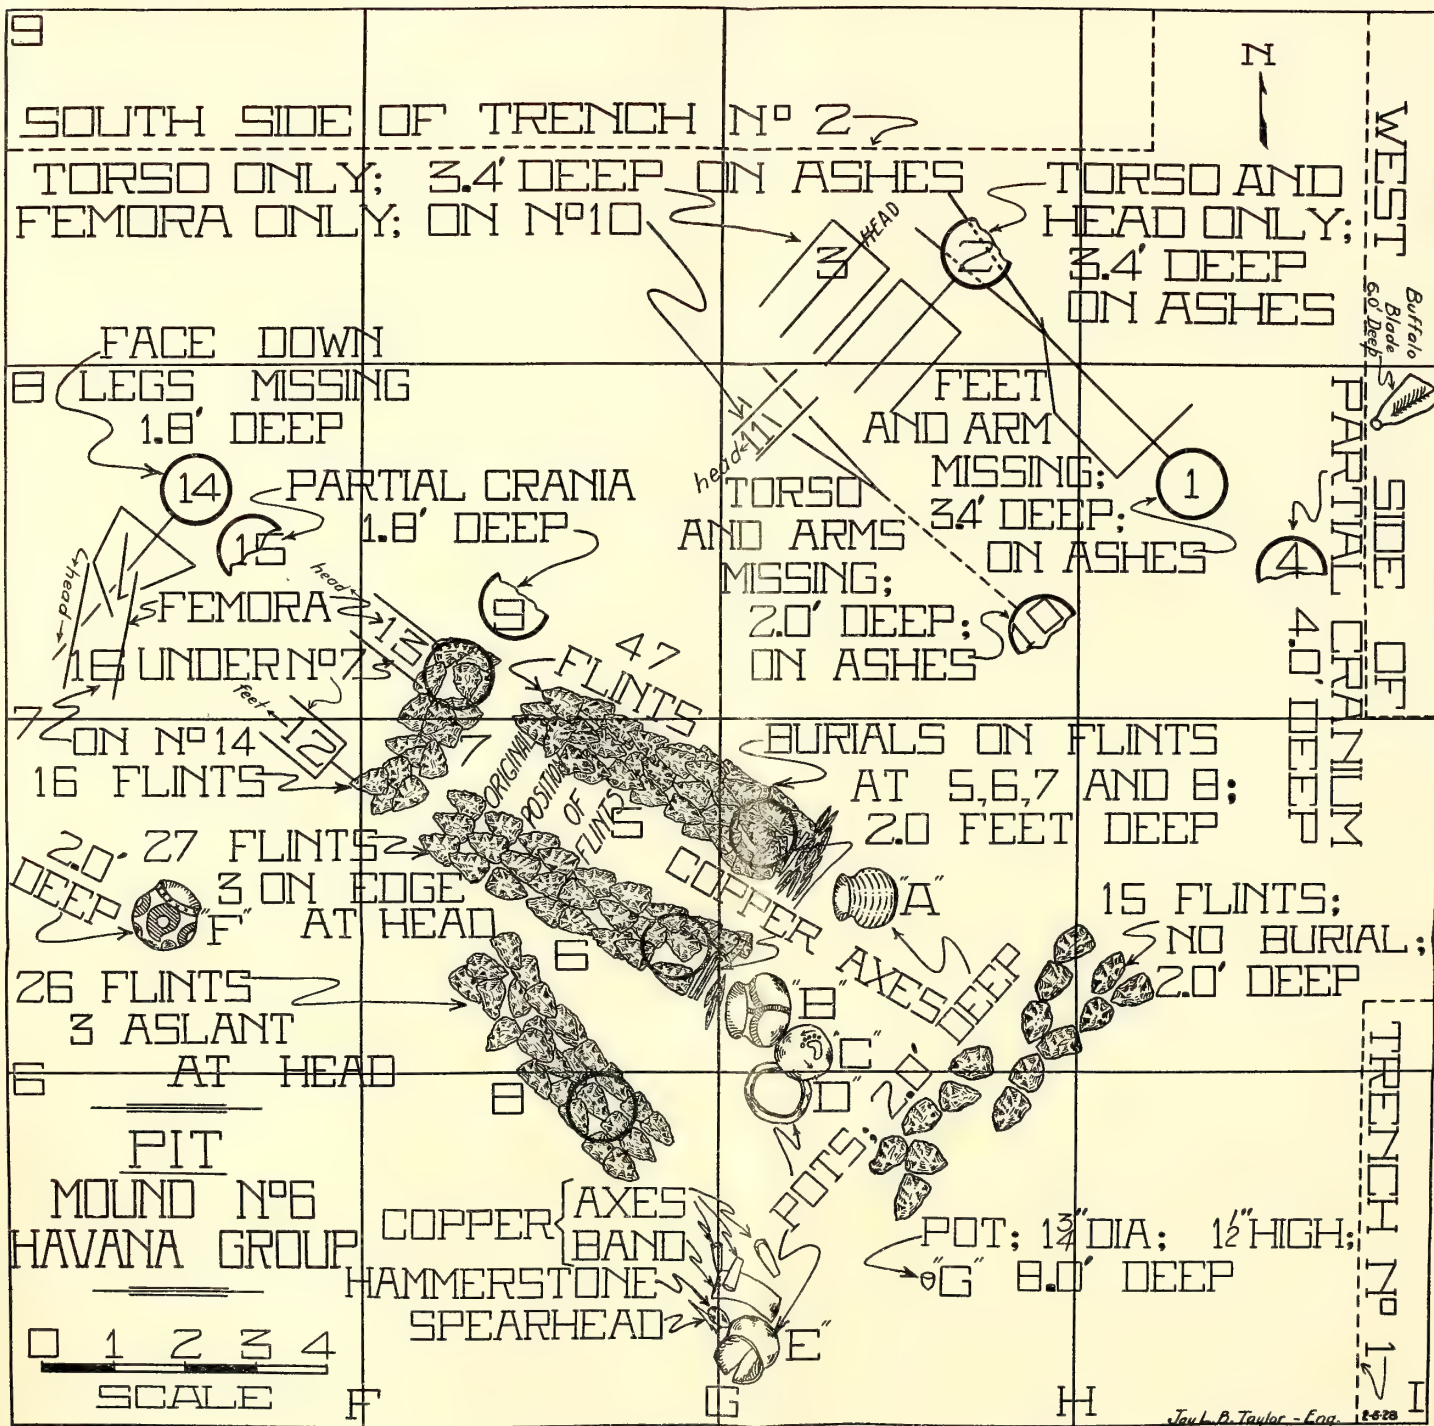 9
N
SOUTH SIDE OF TRENCH Nº 2
TORSO ONLY; 3.4' DEEP ON ASHES
FEMORA ONLY; ON Nº10
3
HEAD
2
TORSO AND
HEAD ONLY;
3.4' DEEP
ON ASHES
WEST SIDE OF
Buffalo
Blade
6.0' Deep
PARTIAL CRANIUM 4.0' DEEP
FACE DOWN
8 LEGS MISSING
1.8' DEEP
14
15
PARTIAL CRANIA
1.8' DEEP
9
head
11
FEET
AND ARM
MISSING;
3.4' DEEP;
ON ASHES
1
4
TORSO
AND ARMS
MISSING;
2.0' DEEP;
ON ASHES
10
head
FEMORA
head
13
16 UNDER Nº7
feet
12
7
ON Nº14
16 FLINTS
7
47
FLINTS
ORIGINAL
POSITION
OF
FLINTS
5
BURIALS ON FLINTS
AT 5,6,7 AND 8;
2.0 FEET DEEP
2.0'
DEEP
"F"
27 FLINTS
3 ON EDGE
AT HEAD
6
COPPER AXES
"A"
15 FLINTS;
NO BURIAL;
2.0' DEEP
26 FLINTS
3 ASLANT
AT HEAD
6
8
"B"
"C"
"D"
POTS; 2.0' DEEP
TRENCH Nº 1
PIT
MOUND Nº6
HAVANA GROUP
COPPER { AXES
BAND
HAMMERSTONE
SPEARHEAD
"E"
POT; 1¾" DIA; 1½" HIGH;
"G" 8.0' DEEP
0 1 2 3 4
SCALE
F
G
H
I
Jay L.B. Taylor - Eng.
2-6-28